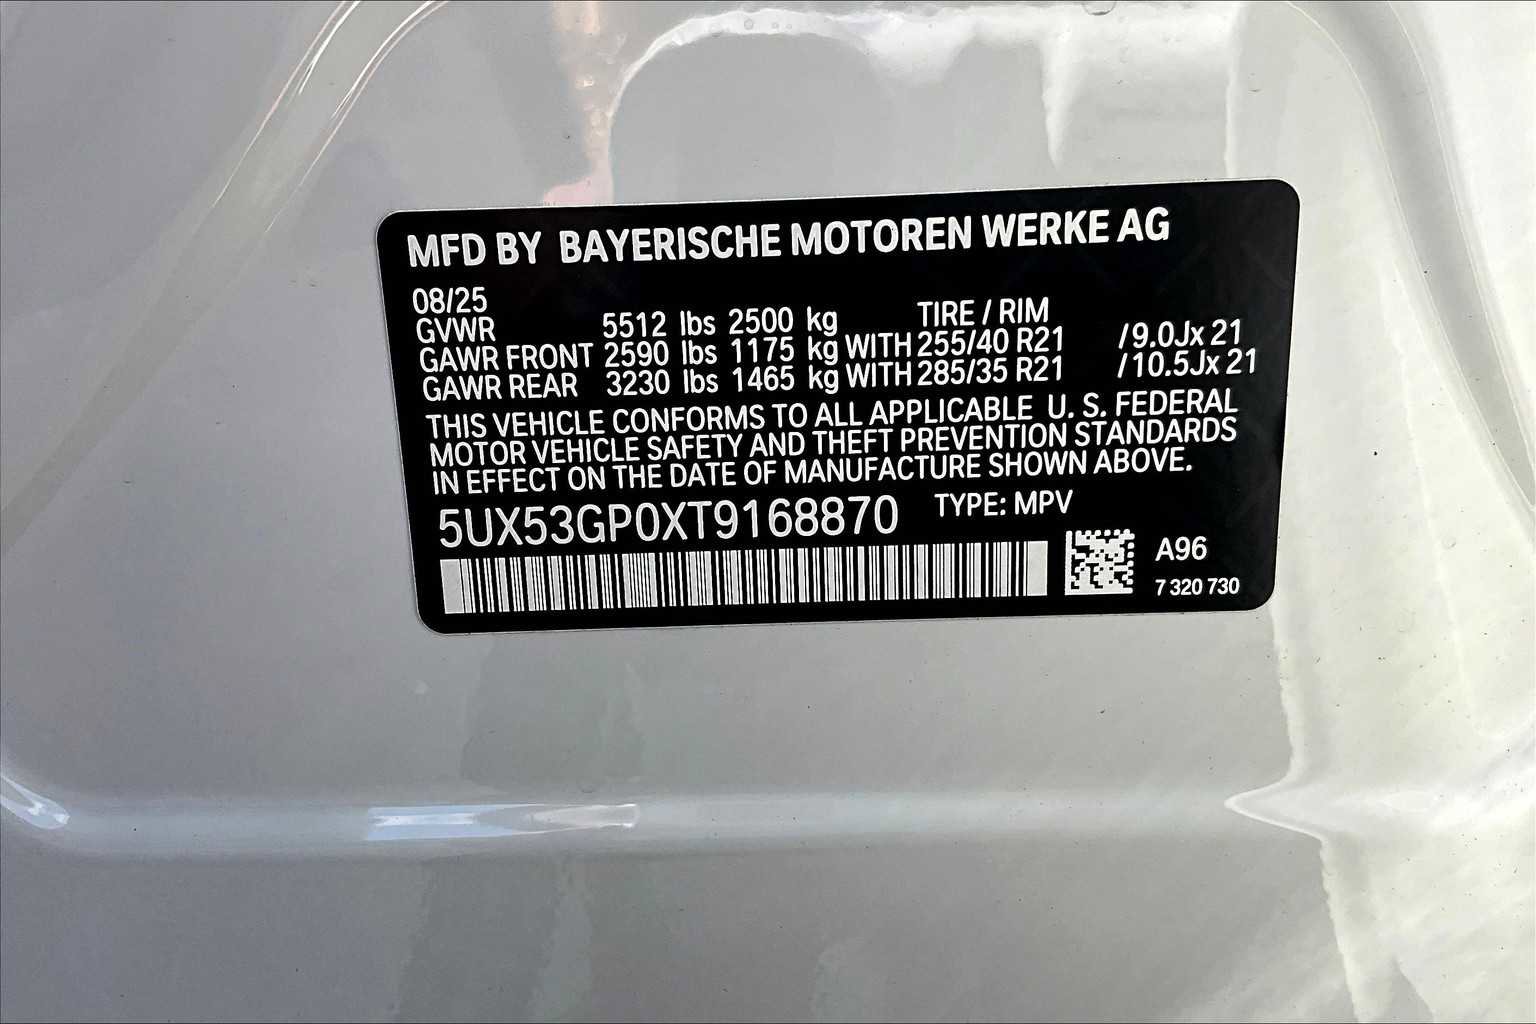 MFD BY BAYERISCHE MOTOREN WERKE AG
08/25
GVWR 5512 lbs 2500 kg TIRE / RIM
GAWR FRONT 2590 lbs 1175 kg WITH 255/40 R21 /9.0Jx 21
GAWR REAR 3230 lbs 1465 kg WITH 285/35 R21 /10.5Jx 21
THIS VEHICLE CONFORMS TO ALL APPLICABLE U. S. FEDERAL
MOTOR VEHICLE SAFETY AND THEFT PREVENTION STANDARDS
IN EFFECT ON THE DATE OF MANUFACTURE SHOWN ABOVE.
5UX53GP0XT9168870 TYPE: MPV
A96
7 320 730